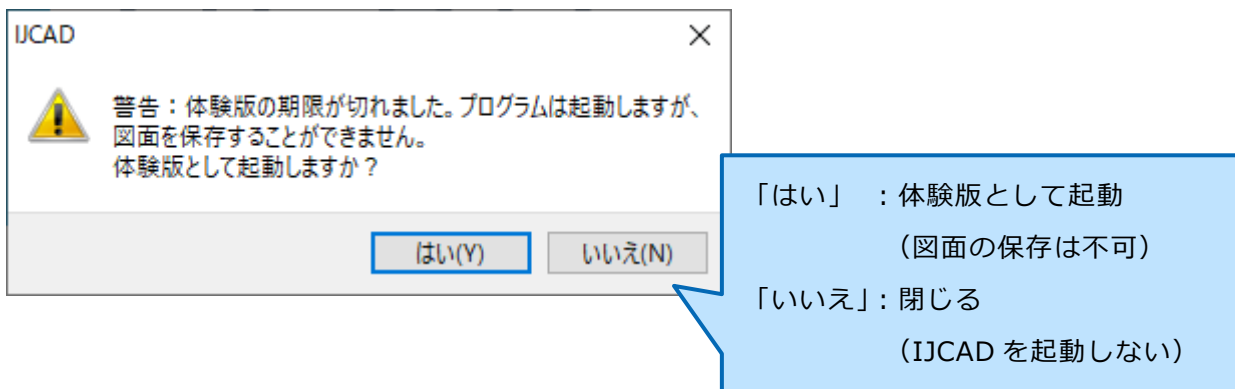 IJCAD
警告：体験版の期限が切れました。プログラムは起動しますが、
図面を保存することができません。
体験版として起動しますか？
はい(Y)
いいえ(N)
「はい」　：体験版として起動
（図面の保存は不可）
「いいえ」：閉じる
（IJCAD を起動しない）